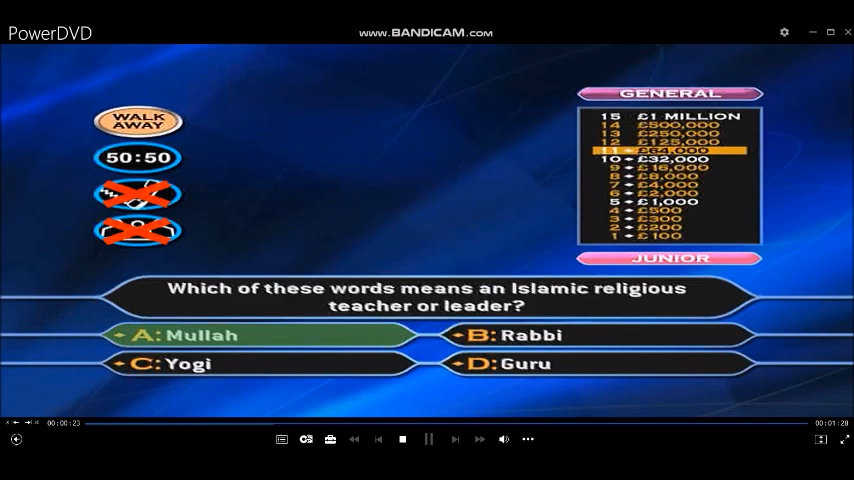 PowerDVD
www.BANDICAM.com
WALK
AWAY
50:50
GENERAL
15 £1 MILLION
14 £500,000
13 £250,000
12 £125,000
11 £64,000
10 £32,000
9 £16,000
8 £8,000
7 £4,000
6 £2,000
5 £1,000
4 £500
3 £300
2 £200
1 £100
JUNIOR
Which of these words means an Islamic religious
teacher or leader?
A: Mullah
B: Rabbi
C: Yogi
D: Guru
00:00:23
00:01:28